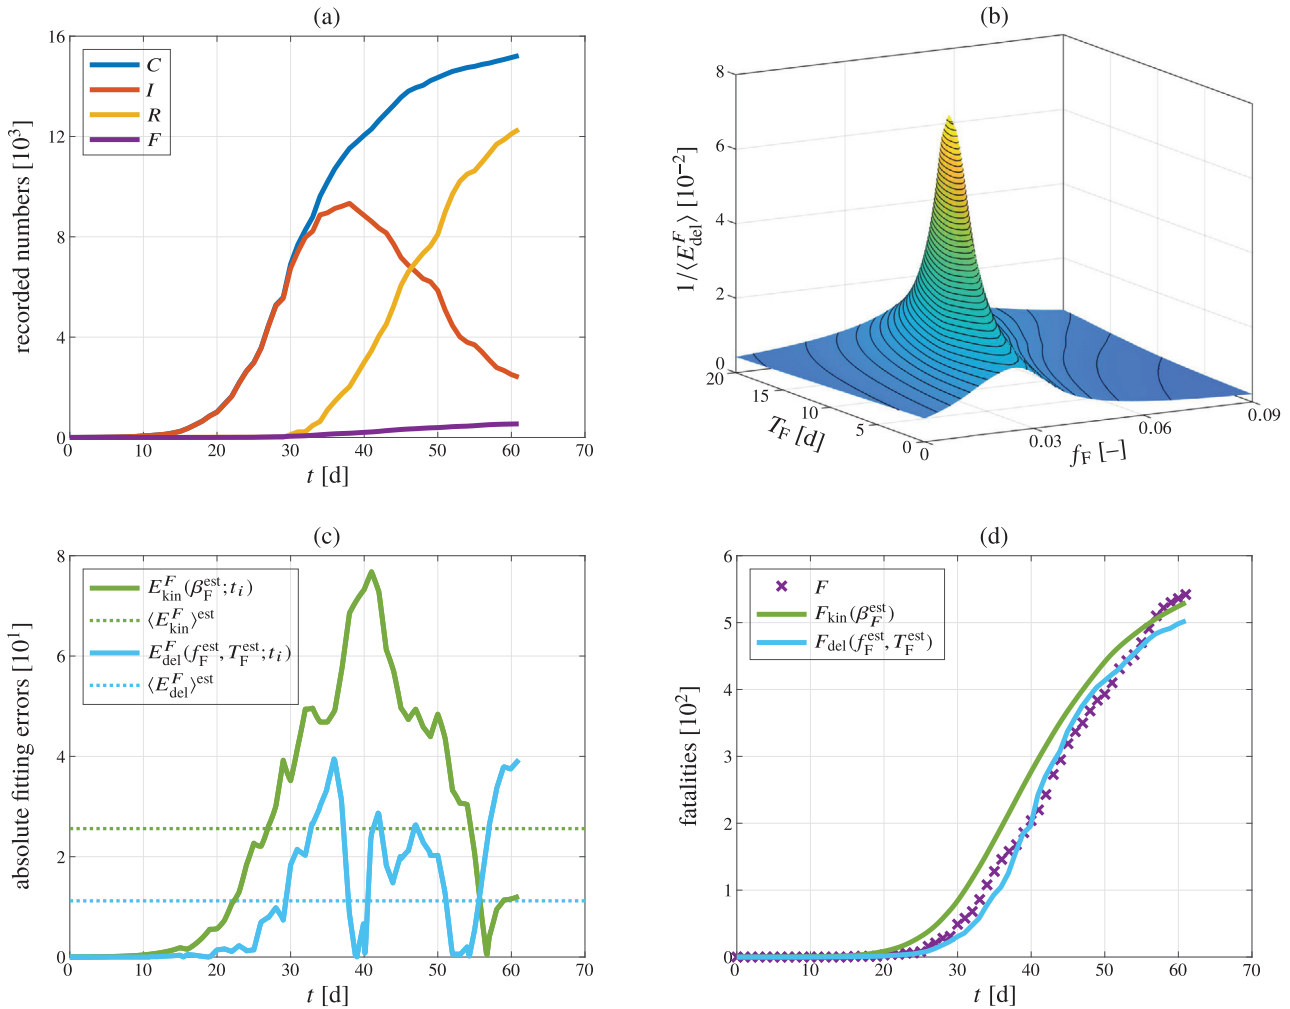 (a)
16
12
8
4
0
0 10 20 30 40 50 60 70
recorded numbers [10³]
t [d]
C
I
R
F
(b)
8
6
4
2
0
20
15
10
5
0
0
0.03
0.06
0.09
1/⟨E^F_del⟩ [10⁻²]
T_F [d]
f_F [–]
(c)
8
6
4
2
0
0 10 20 30 40 50 60 70
absolute fitting errors [10¹]
t [d]
E^F_kin(β^est_F; t_i)
⟨E^F_kin⟩^est
E^F_del(f^est_F, T^est_F; t_i)
⟨E^F_del⟩^est
(d)
6
5
4
3
2
1
0
0 10 20 30 40 50 60 70
fatalities [10²]
t [d]
F
F_kin(β^est_F)
F_del(f^est_F, T^est_F)